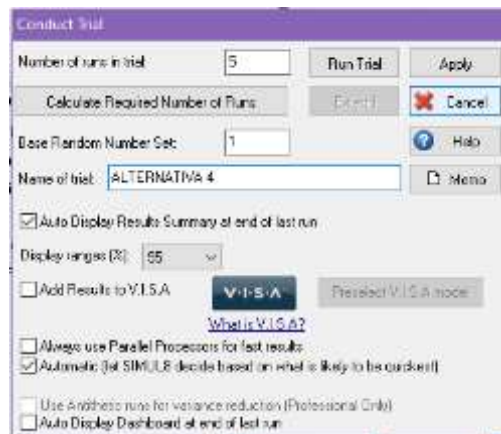 Conduct Trial
Number of runs in trial: 5 Run Trial Apply
Calculate Required Number of Runs Cancel
Base Random Number Set: 1 Help
Name of trial: ALTERNATIVA 4 Memo
Auto Display Results Summary at end of last run
Display ranges (%): 95
Add Results to V.I.S.A V·I·S·A Preselect V.I.S.A model
What is V.I.S.A?
Always use Parallel Processors for fast results
Automatic (let SIMUL8 decide based on what is likely to be quickest)
Use Antithetic runs for variance reduction (Professional Only)
Auto Display Dashboard at end of last run